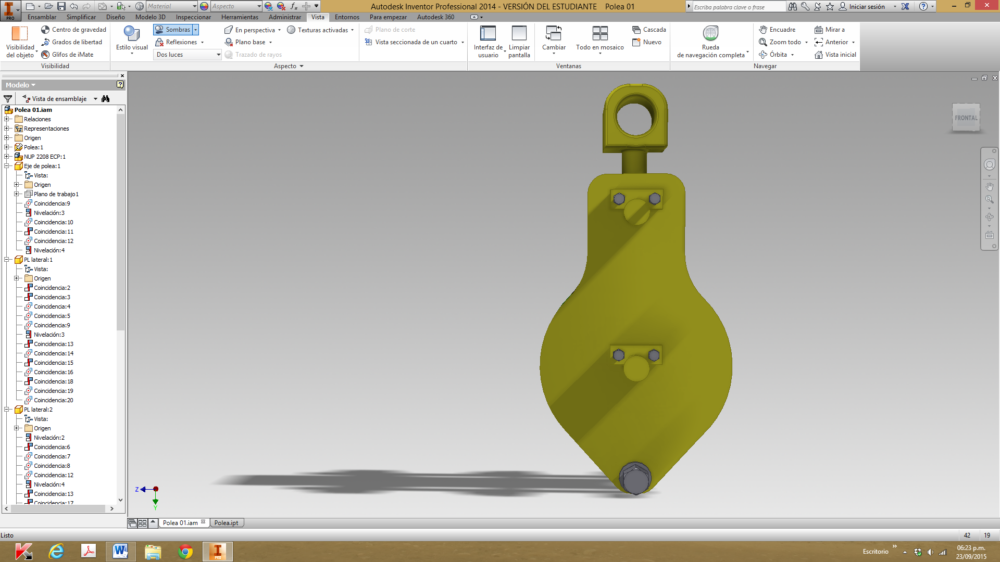 Material
Aspecto
Autodesk Inventor Professional 2014 - VERSIÓN DEL ESTUDIANTE    Polea 01
Escriba palabra clave o frase
Iniciar sesión
PRO
Ensamblar  Simplificar  Diseño  Modelo 3D  Inspeccionar  Herramientas  Administrar  Vista  Entornos  Para empezar  Autodesk 360
Visibilidad
del objeto
Centro de gravedad
Grados de libertad
Glifos de iMate
Visibilidad
Estilo visual
Sombras
Reflexiones
Dos luces
En perspectiva
Plano base
Trazado de rayos
Texturas activadas
Aspecto
Plano de corte
Vista seccionada de un cuarto
Interfaz de
usuario
Limpiar
pantalla
Cambiar
Todo en mosaico
Cascada
Nuevo
Ventanas
Rueda
de navegación completa
Encuadre
Zoom todo
Órbita
Mirar a
Anterior
Vista inicial
Navegar
Modelo
Vista de ensamblaje
Polea 01.iam
Relaciones
Representaciones
Origen
Polea:1
NUP 2208 ECP:1
Eje de polea:1
Vista:
Origen
Plano de trabajo1
Coincidencia:9
Nivelación:3
Coincidencia:10
Coincidencia:11
Coincidencia:12
Nivelación:4
PL lateral:1
Vista:
Origen
Coincidencia:2
Coincidencia:3
Coincidencia:4
Coincidencia:5
Coincidencia:9
Nivelación:3
Coincidencia:13
Coincidencia:14
Coincidencia:15
Coincidencia:16
Coincidencia:18
Coincidencia:19
Coincidencia:20
PL lateral:2
Vista:
Origen
Nivelación:2
Coincidencia:6
Coincidencia:7
Coincidencia:8
Coincidencia:12
Nivelación:4
Coincidencia:13
Coincidencia:17
FRONTAL
Z
Y
Polea 01.iam
Polea.ipt
Listo
42  19
PRO
Escritorio
06:23 p.m.
23/09/2015